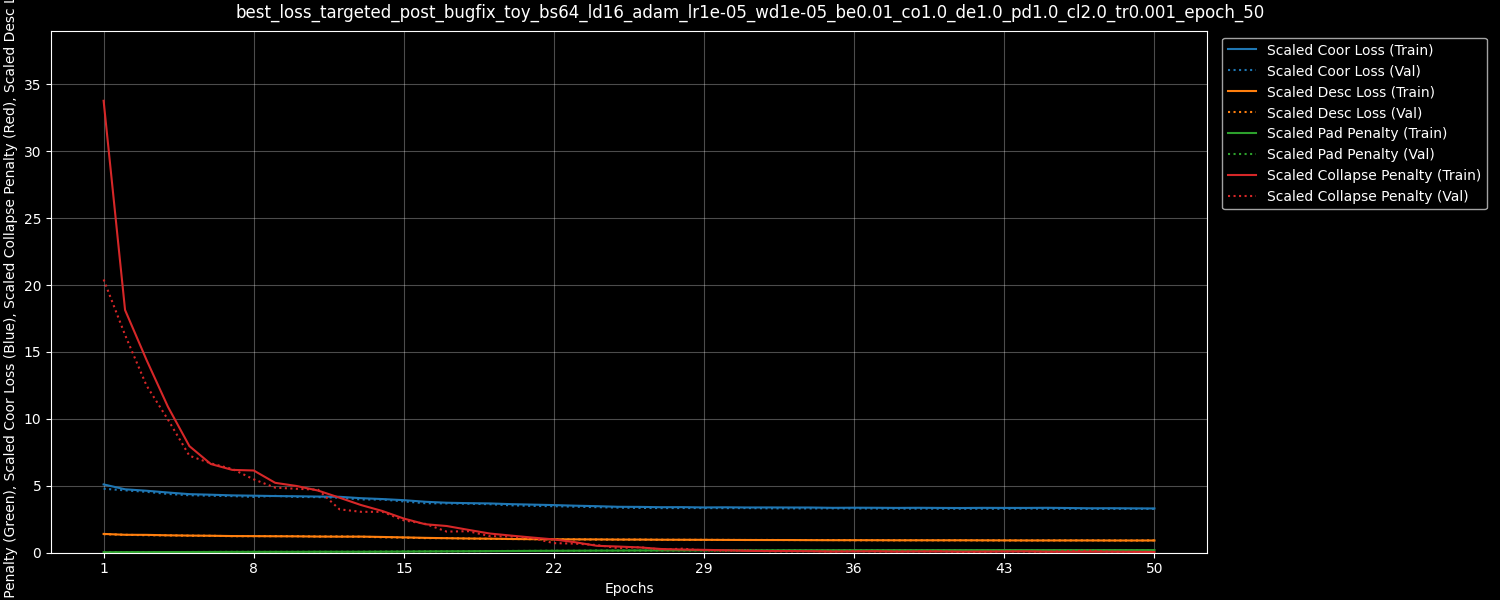 best_loss_targeted_post_bugfix_toy_bs64_ld16_adam_lr1e-05_wd1e-05_be0.01_co1.0_de1.0_pd1.0_cl2.0_tr0.001_epoch_50
Penalty (Green), Scaled Coor Loss (Blue), Scaled Collapse Penalty (Red), Scaled Desc
35
30
25
20
15
10
5
0
1 8 15 22 29 36 43 50
Epochs
Scaled Coor Loss (Train)
Scaled Coor Loss (Val)
Scaled Desc Loss (Train)
Scaled Desc Loss (Val)
Scaled Pad Penalty (Train)
Scaled Pad Penalty (Val)
Scaled Collapse Penalty (Train)
Scaled Collapse Penalty (Val)